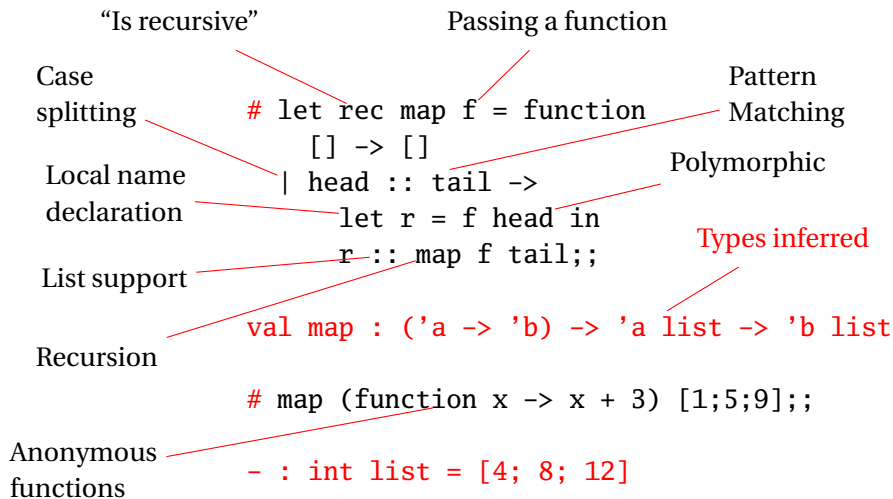 “Is recursive”
Passing a function
Case
splitting
Pattern
Matching
# let rec map f = function
[] -> []
| head :: tail ->
Polymorphic
Local name
declaration
let r = f head in
Types inferred
r :: map f tail;;
List support
val map : (’a -> ’b) -> ’a list -> ’b list
Recursion
# map (function x -> x + 3) [1;5;9];;
Anonymous
functions
- : int list = [4; 8; 12]